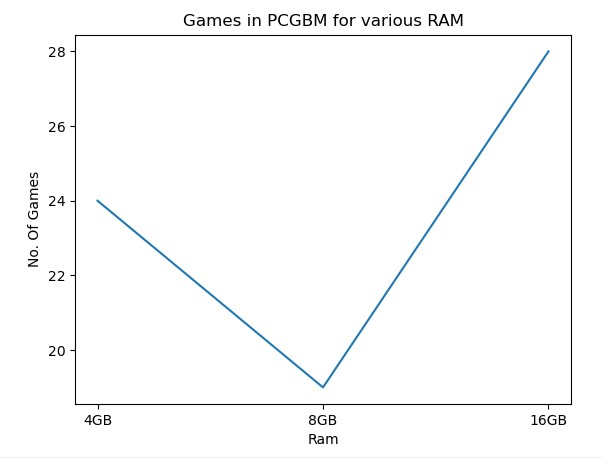 Games in PCGBM for various RAM
No. Of Games
28
26
24
22
20
4GB 8GB 16GB
Ram